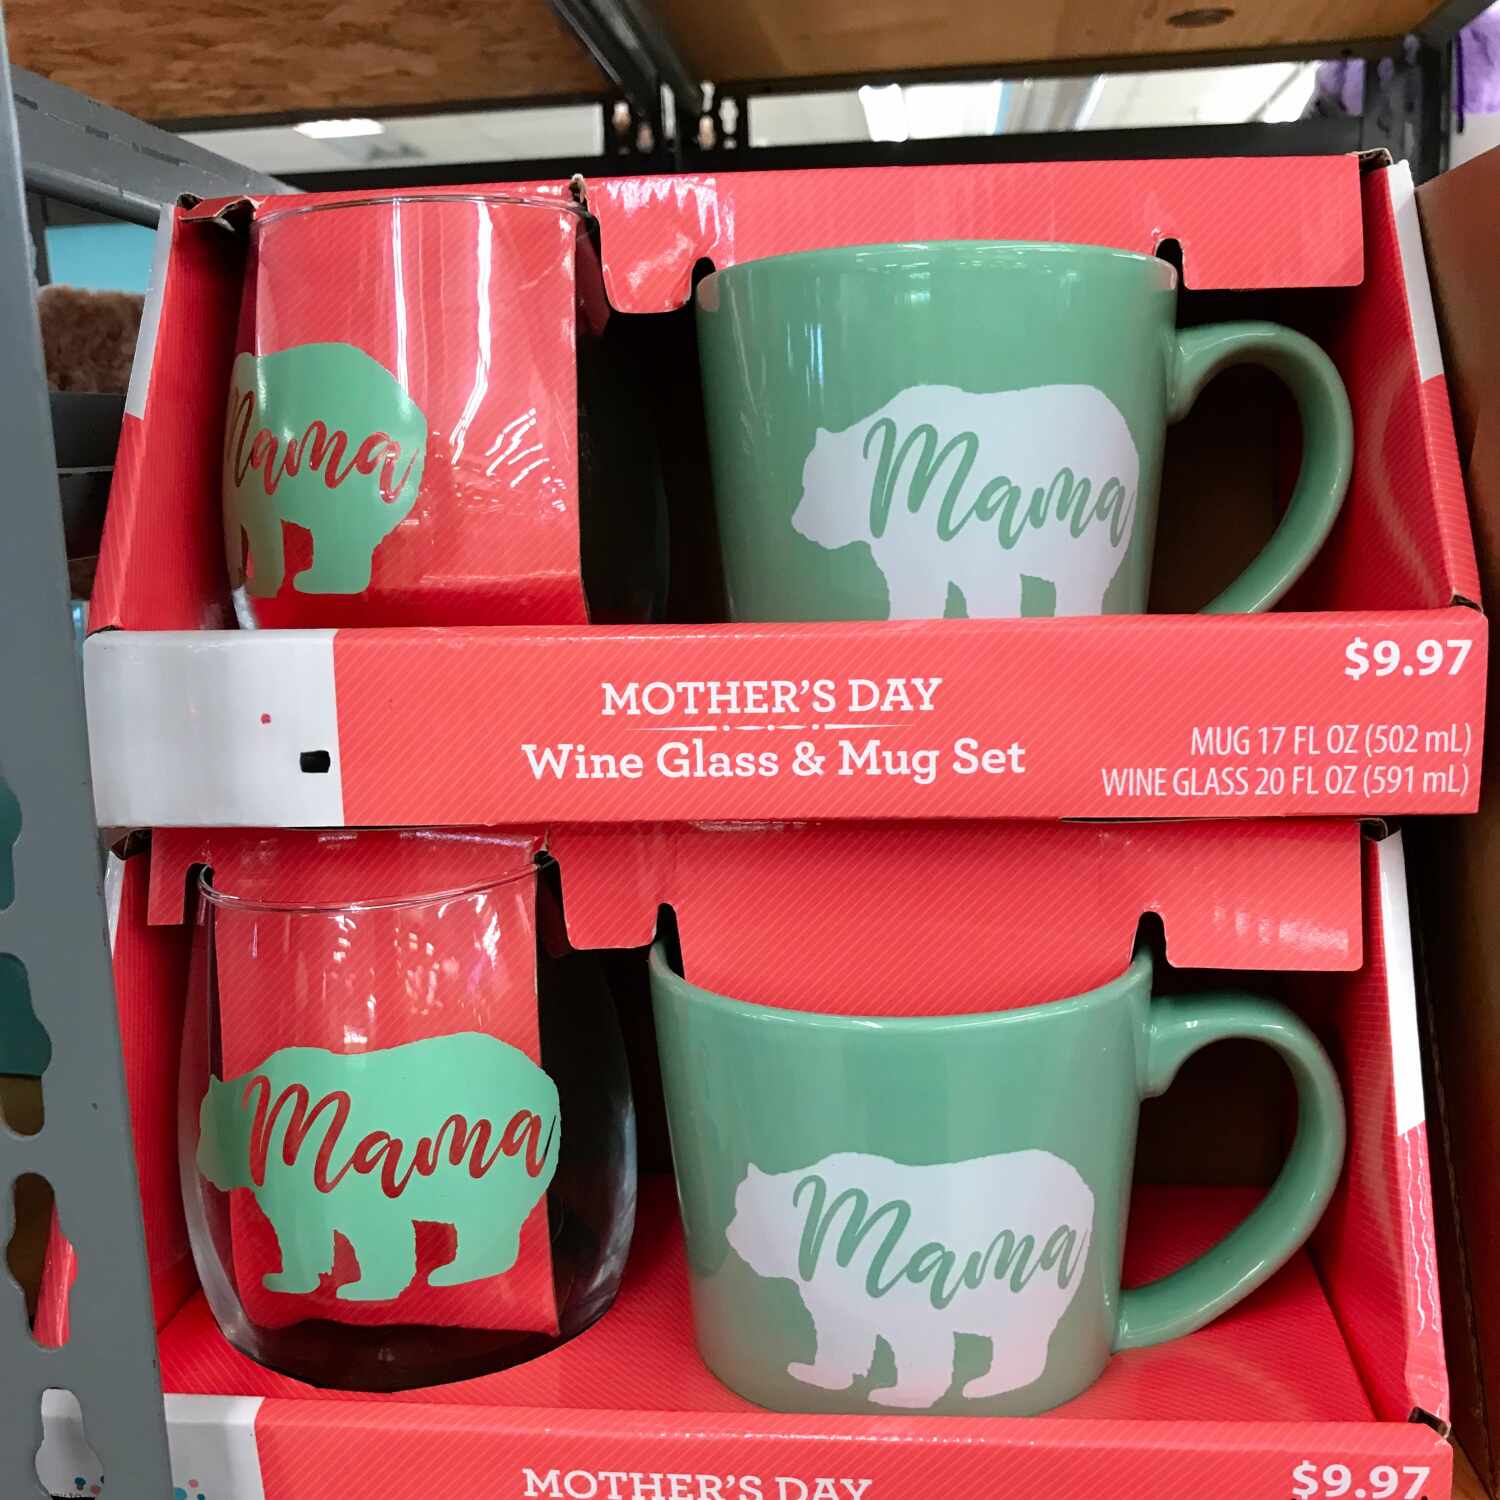 Mama
Mama
$9.97
MOTHER'S DAY
Wine Glass & Mug Set
MUG 17 FL OZ (502 mL)
WINE GLASS 20 FL OZ (591 mL)
Mama
Mama
MOTHER'S DAY
$9.97